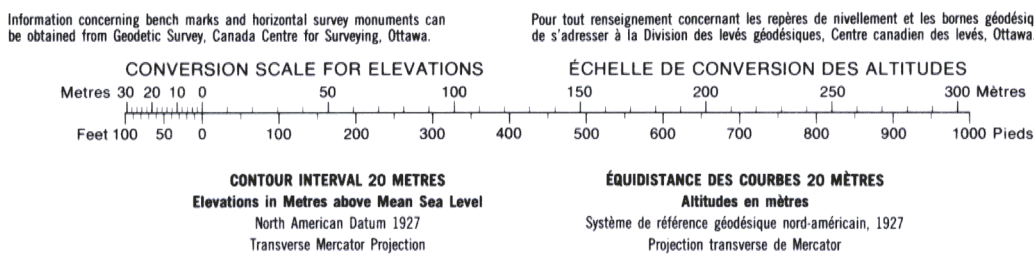 Information concerning bench marks and horizontal survey monuments can
be obtained from Geodetic Survey, Canada Centre for Surveying, Ottawa.
Pour tout renseignement concernant les repères de nivellement et les bornes géodésiq
de s'adresser à la Division des levés géodésiques, Centre canadien des levés, Ottawa.
CONVERSION SCALE FOR ELEVATIONS
ÉCHELLE DE CONVERSION DES ALTITUDES
Metres 30 20 10 0 50 100 150 200 250 300 Mètres
Feet 100 50 0 100 200 300 400 500 600 700 800 900 1000 Pieds
CONTOUR INTERVAL 20 METRES
Elevations in Metres above Mean Sea Level
North American Datum 1927
Transverse Mercator Projection
ÉQUIDISTANCE DES COURBES 20 MÈTRES
Altitudes en mètres
Système de référence géodésique nord-américain, 1927
Projection transverse de Mercator